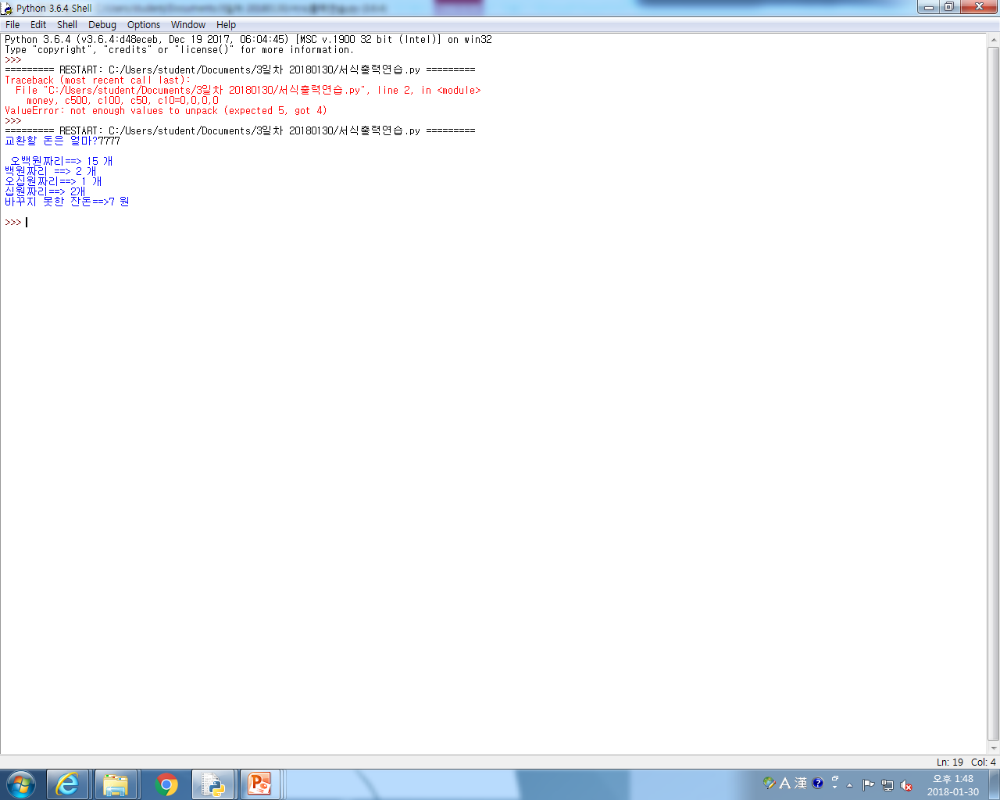 Python 3.6.4 Shell
File Edit Shell Debug Options Window Help
Python 3.6.4 (v3.6.4:d48eceb, Dec 19 2017, 06:04:45) [MSC v.1900 32 bit (Intel)] on win32
Type "copyright", "credits" or "license()" for more information.
>>>
========= RESTART: C:/Users/student/Documents/3일차 20180130/서식출력연습.py =========
Traceback (most recent call last):
  File "C:/Users/student/Documents/3일차 20180130/서식출력연습.py", line 2, in <module>
    money, c500, c100, c50, c10=0,0,0,0
ValueError: not enough values to unpack (expected 5, got 4)
>>>
========= RESTART: C:/Users/student/Documents/3일차 20180130/서식출력연습.py =========
교환할 돈은 얼마?7777
 오백원짜리==> 15 개
백원짜리 ==> 2 개
오십원짜리==> 1 개
십원짜리==> 2개
바꾸지 못한 잔돈==>7 원
>>>
Ln: 19 Col: 4
A 漢 ? 오후 1:48
2018-01-30